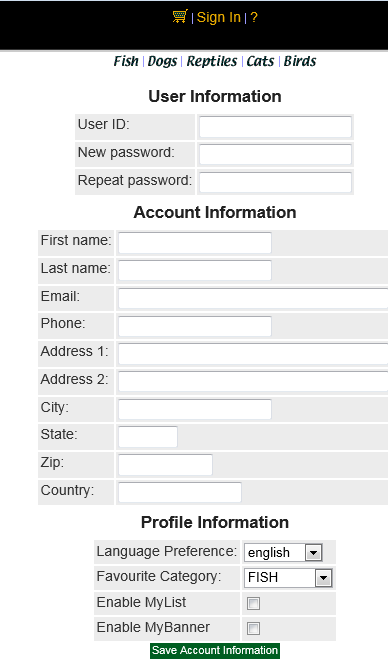 | Sign In | ?
Fish | Dogs | Reptiles | Cats | Birds
User Information
User ID:
New password:
Repeat password:
Account Information
First name:
Last name:
Email:
Phone:
Address 1:
Address 2:
City:
State:
Zip:
Country:
Profile Information
Language Preference: english
Favourite Category: FISH
Enable MyList
Enable MyBanner
Save Account Information